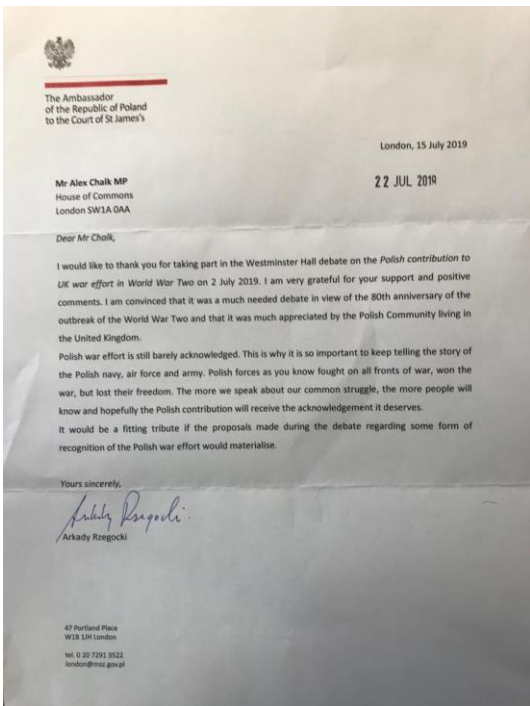 The Ambassador
of the Republic of Poland
to the Court of St James's
London, 15 July 2019
Mr Alex Chalk MP
House of Commons
London SW1A 0AA
22 JUL 2019
Dear Mr Chalk,
I would like to thank you for taking part in the Westminster Hall debate on the Polish contribution to
UK war effort in World War Two on 2 July 2019. I am very grateful for your support and positive
comments. I am convinced that it was a much needed debate in view of the 80th anniversary of the
outbreak of the World War Two and that it was much appreciated by the Polish Community living in
the United Kingdom.
Polish war effort is still barely acknowledged. This is why it is so important to keep telling the story of
the Polish navy, air force and army. Polish forces as you know fought on all fronts of war, won the
war, but lost their freedom. The more we speak about our common struggle, the more people will
know and hopefully the Polish contribution will receive the acknowledgement it deserves.
It would be a fitting tribute if the proposals made during the debate regarding some form of
recognition of the Polish war effort would materialise.
Yours sincerely,
Arkady Rzegocki
Arkady Rzegocki
47 Portland Place
W1B 1JH London
tel. 0 20 7291 3522
london@msz.gov.pl